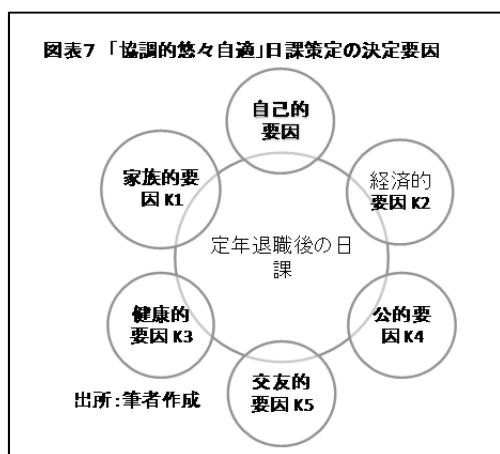 図表7 「協調的悠々自適」日課策定の決定要因
自己的
要因
家族的要
因 K1
経済的
要因 K2
定年退職後の日
課
健康的
要因 K3
公的要
因 K4
交友的
要因 K5
出所:筆者作成